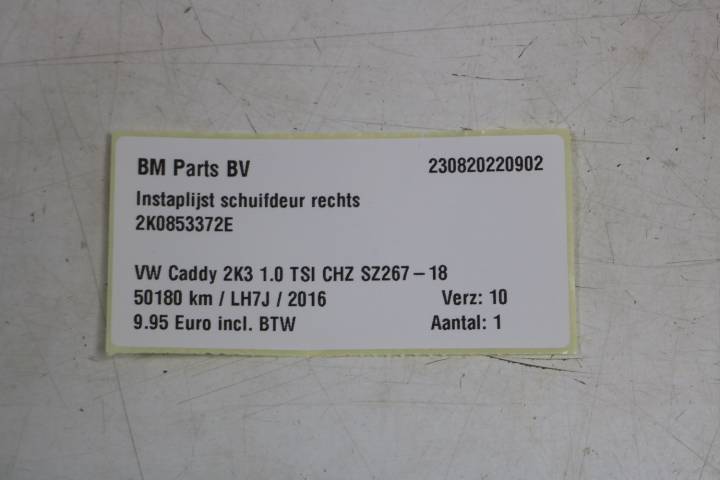 BM Parts BV 230820220902
Instaplijst schuifdeur rechts
2K0853372E
VW Caddy 2K3 1.0 TSI CHZ SZ267-18
50180 km / LH7J / 2016 Verz: 10
9.95 Euro incl. BTW Aantal: 1